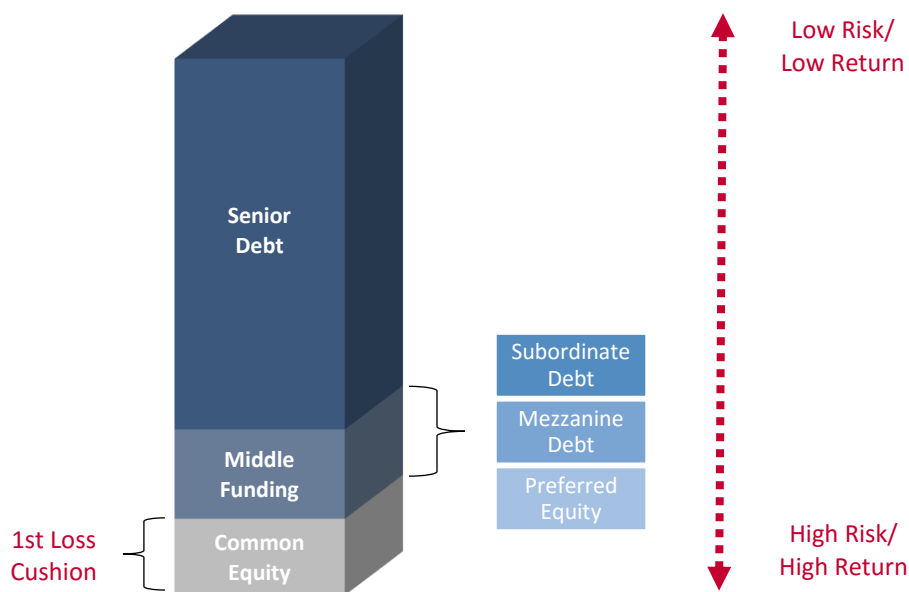 Low Risk/
Low Return
Senior
Debt
Subordinate
Debt
Mezzanine
Debt
Middle
Funding
Preferred
Equity
1st Loss
Cushion
Common
Equity
High Risk/
High Return